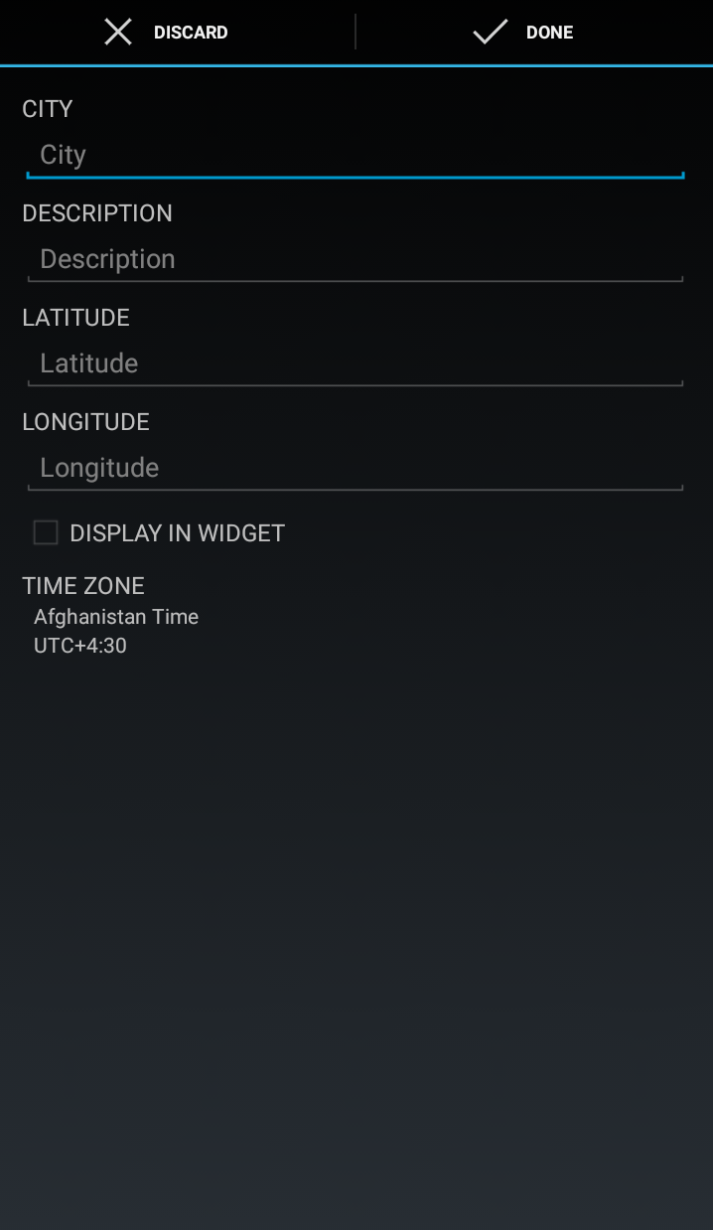 DISCARD
DONE
CITY
City
DESCRIPTION
Description
LATITUDE
Latitude
LONGITUDE
Longitude
DISPLAY IN WIDGET
TIME ZONE
Afghanistan Time
UTC+4:30